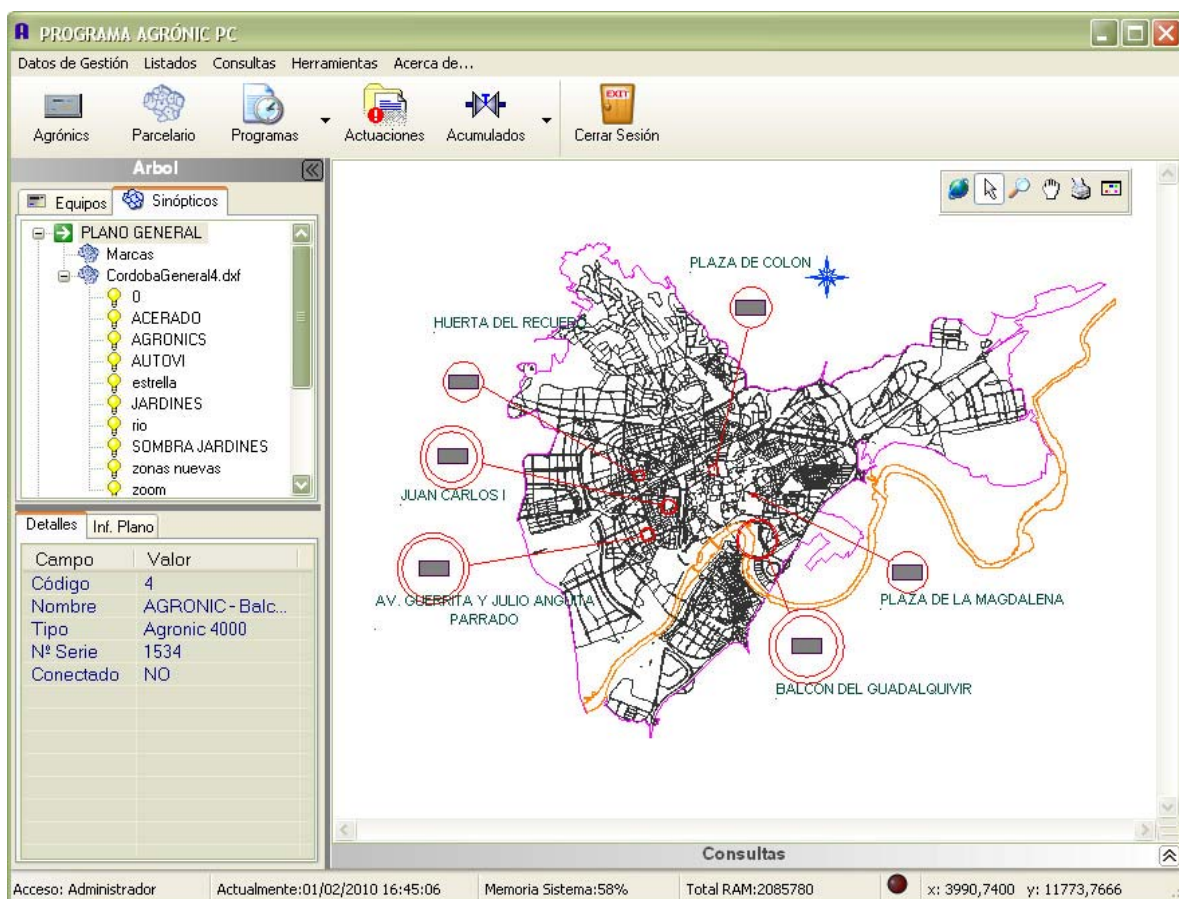 PROGRAMA AGRÓNIC PC
Datos de Gestión Listados Consultas Herramientas Acerca de...
EXIT
Agrónics Parcelario Programas Actuaciones Acumulados Cerrar Sesión
Arbol
Equipos Sinópticos
PLANO GENERAL
Marcas
CordobaGeneral4.dxf
0
ACERADO
AGRONICS
AUTOVI
estrella
JARDINES
rio
SOMBRA JARDINES
zonas nuevas
zoom
Detalles Inf. Plano
Campo Valor
Código 4
Nombre AGRONIC - Balc...
Tipo Agronic 4000
Nº Serie 1534
Conectado NO
PLAZA DE COLON
HUERTA DEL RECUERO
JUAN CARLOS I
AV. GUERRITA Y JULIO ANGUITA
PARRADO
PLAZA DE LA MAGDALENA
BALCON DEL GUADALQUIVIR
Consultas
Acceso: Administrador Actualmente:01/02/2010 16:45:06 Memoria Sistema:58% Total RAM:2085780 x: 3990,7400 y: 11773,7666